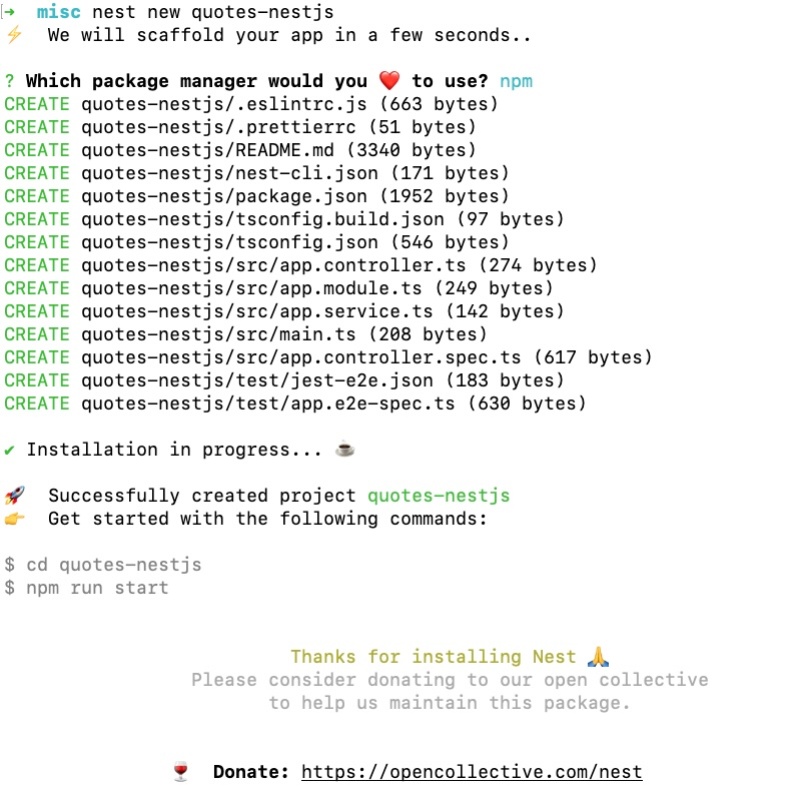 → misc nest new quotes-nestjs
⚡ We will scaffold your app in a few seconds..
? Which package manager would you ❤️ to use? npm
CREATE quotes-nestjs/.eslintrc.js (663 bytes)
CREATE quotes-nestjs/.prettierrc (51 bytes)
CREATE quotes-nestjs/README.md (3340 bytes)
CREATE quotes-nestjs/nest-cli.json (171 bytes)
CREATE quotes-nestjs/package.json (1952 bytes)
CREATE quotes-nestjs/tsconfig.build.json (97 bytes)
CREATE quotes-nestjs/tsconfig.json (546 bytes)
CREATE quotes-nestjs/src/app.controller.ts (274 bytes)
CREATE quotes-nestjs/src/app.module.ts (249 bytes)
CREATE quotes-nestjs/src/app.service.ts (142 bytes)
CREATE quotes-nestjs/src/main.ts (208 bytes)
CREATE quotes-nestjs/src/app.controller.spec.ts (617 bytes)
CREATE quotes-nestjs/test/jest-e2e.json (183 bytes)
CREATE quotes-nestjs/test/app.e2e-spec.ts (630 bytes)
✔ Installation in progress... ☕
🚀 Successfully created project quotes-nestjs
👉 Get started with the following commands:
$ cd quotes-nestjs
$ npm run start
Thanks for installing Nest 🙏
Please consider donating to our open collective
to help us maintain this package.
🍷 Donate: https://opencollective.com/nest